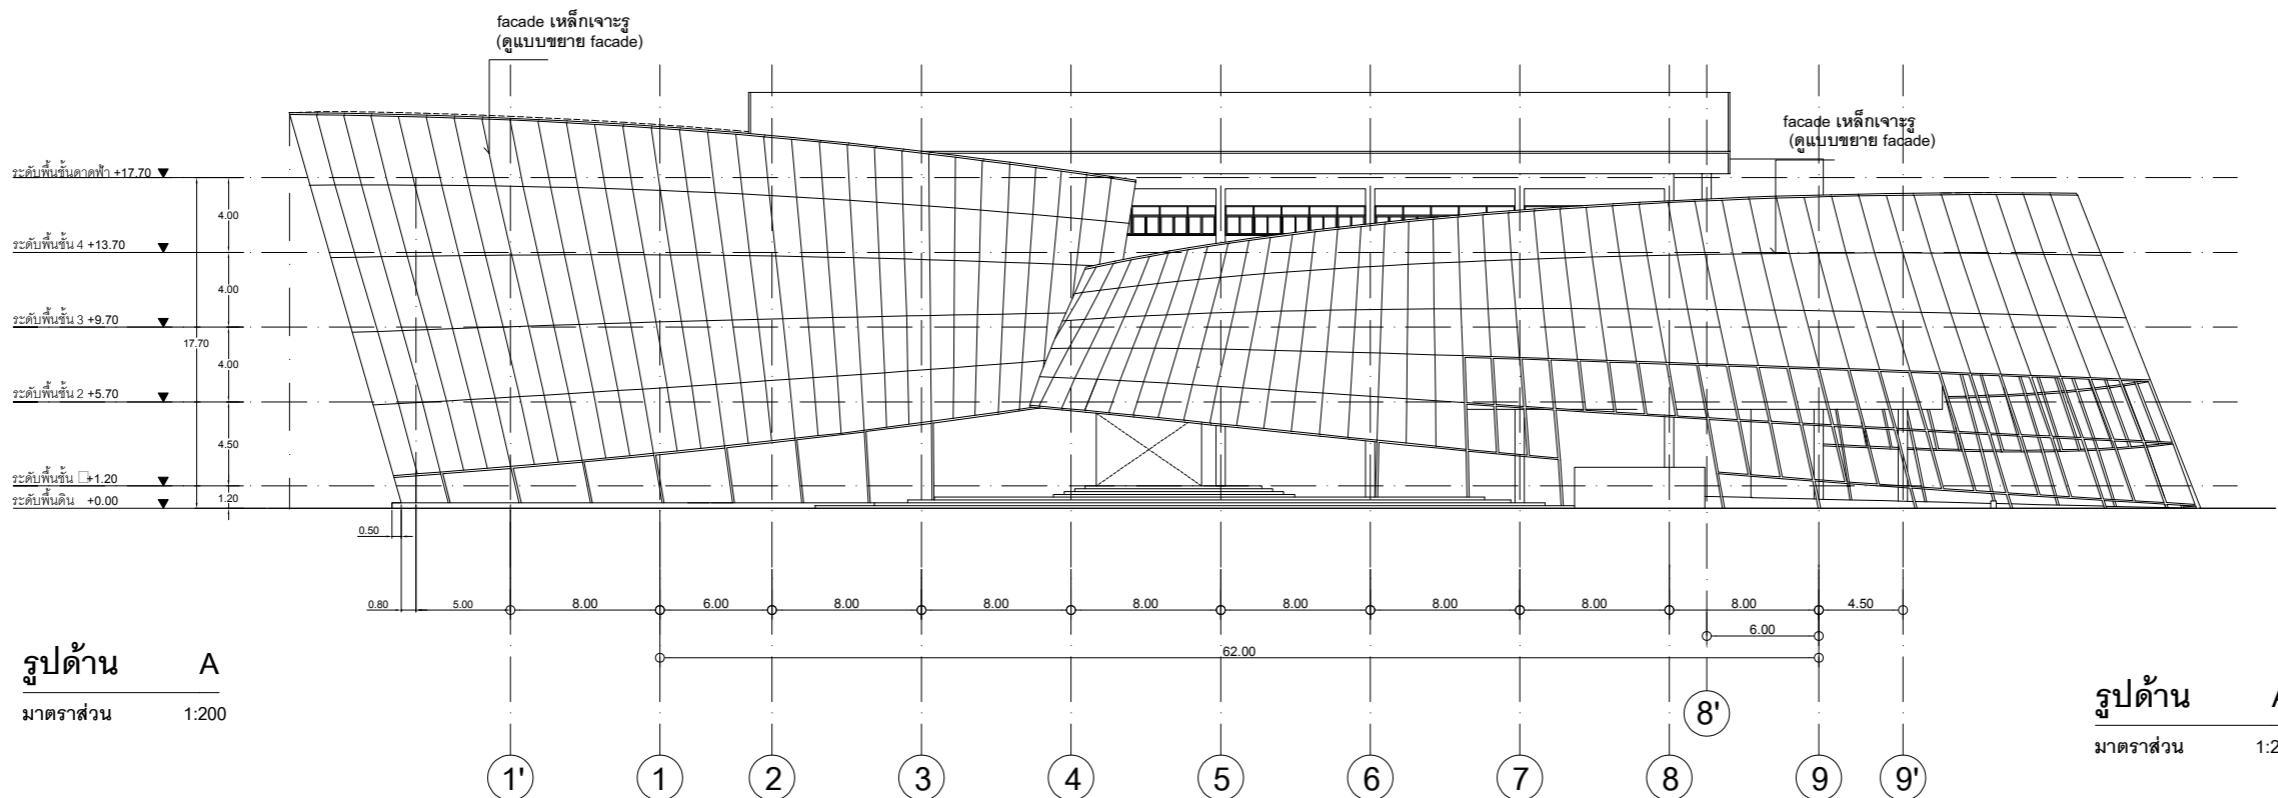 facade เหล็กเจาะรู
(ดูแบบขยาย facade)
facade เหล็กเจาะรู
(ดูแบบขยาย facade)
ระดับพื้นชั้นดาดฟ้า +17.70
4.00
ระดับพื้นชั้น 4 +13.70
4.00
ระดับพื้นชั้น 3 +9.70
17.70
4.00
ระดับพื้นชั้น 2 +5.70
4.50
ระดับพื้นชั้น □+1.20
ระดับพื้นดิน +0.00
1.20
0.50
0.80 5.00 8.00 6.00 8.00 8.00 8.00 8.00 8.00 8.00 8.00 4.50
6.00
62.00
รูปด้าน A
มาตราส่วน 1:200
รูปด้าน
มาตราส่วน 1:2
8'
1' 1 2 3 4 5 6 7 8 9 9'